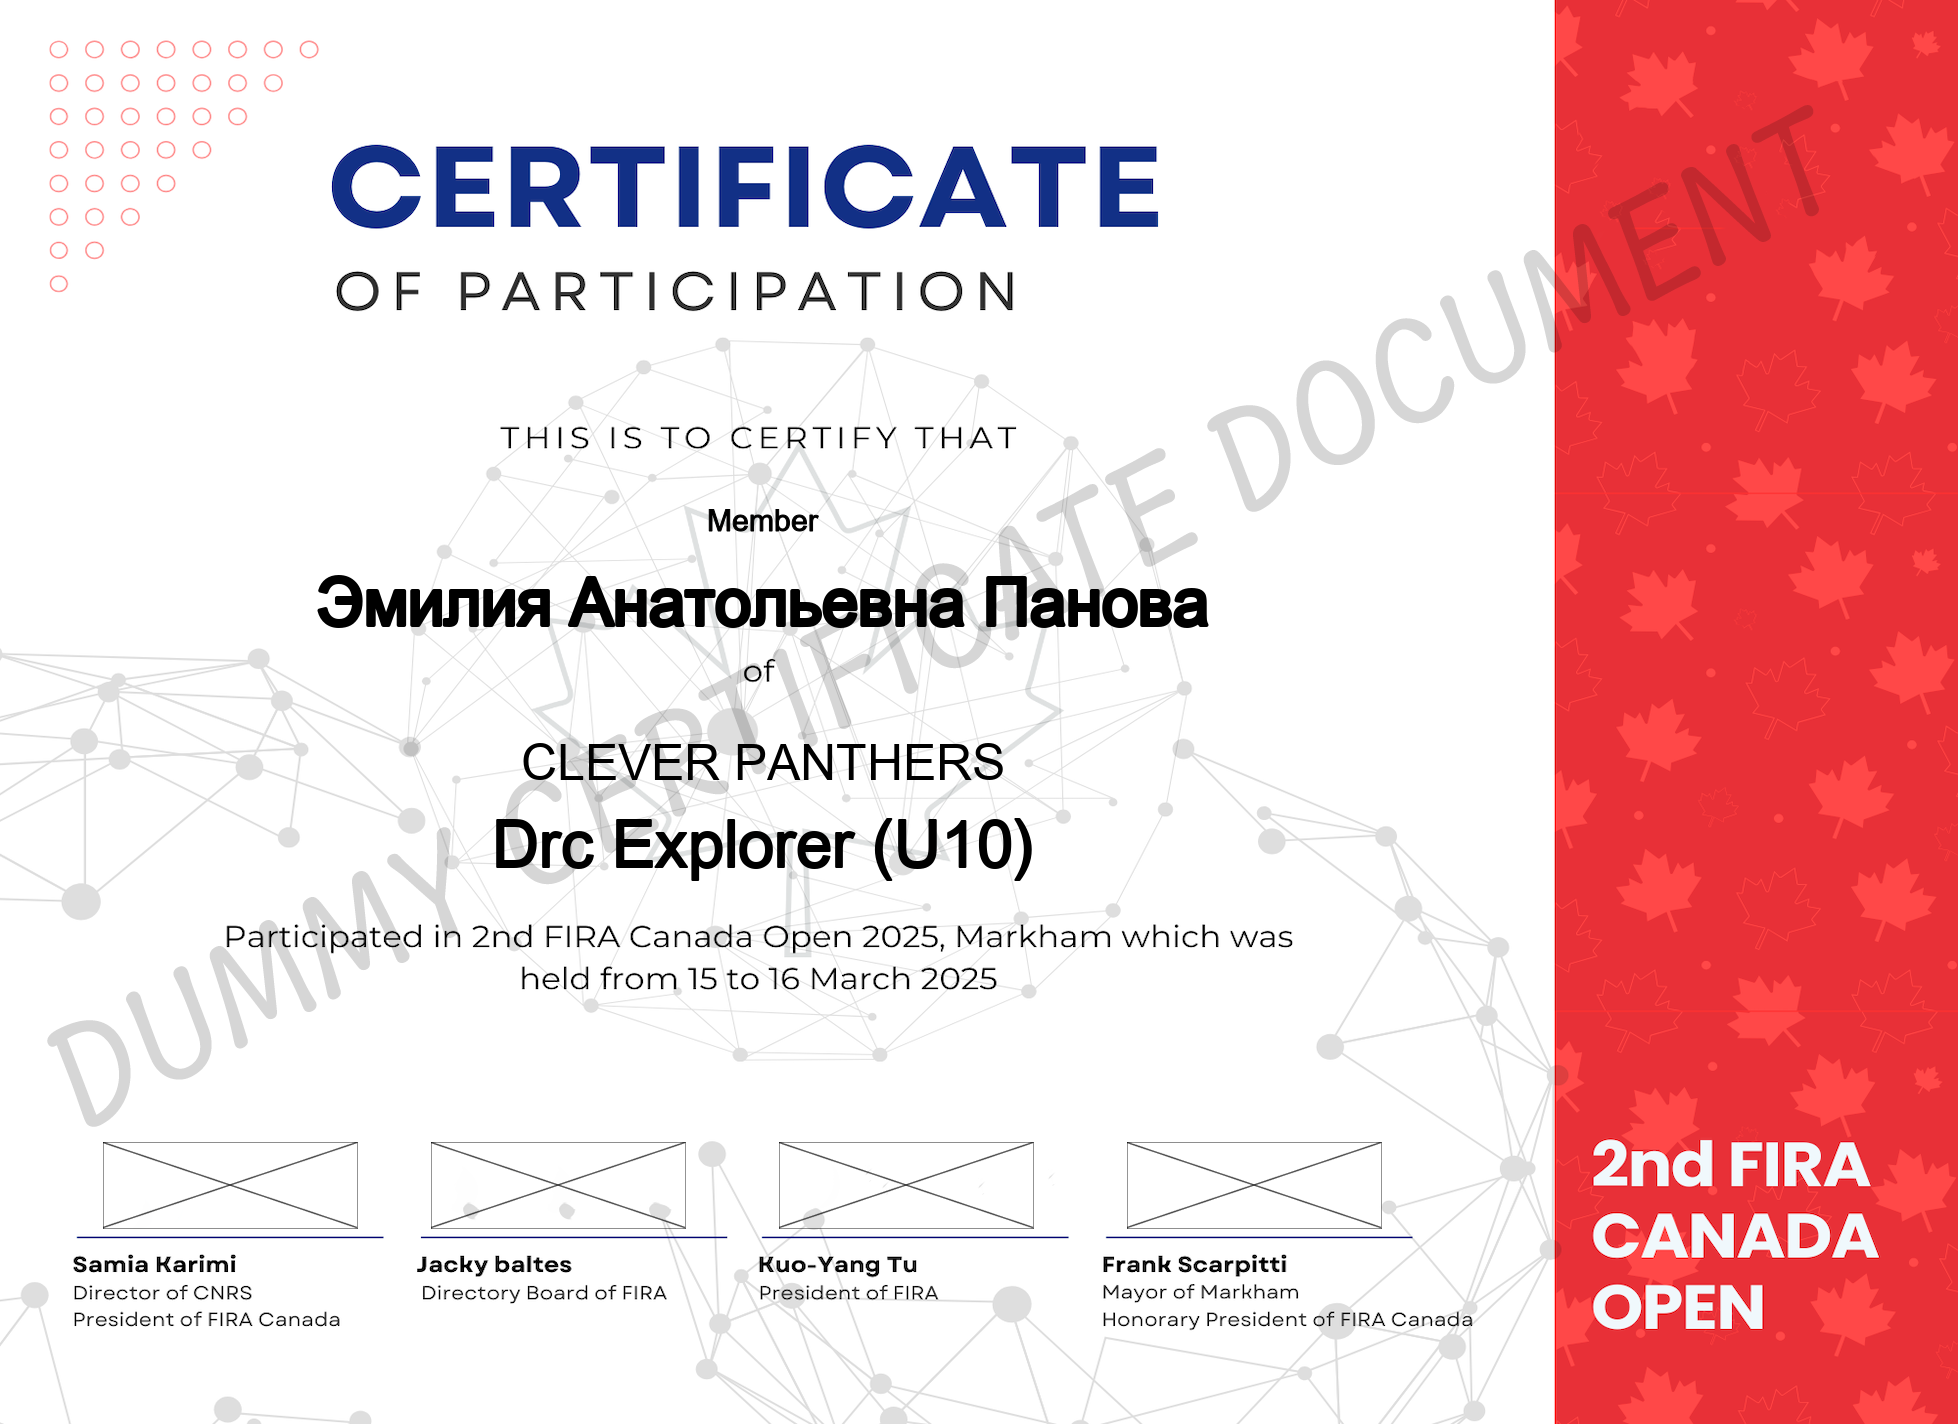 CERTIFICATE
OF PARTICIPATION
THIS IS TO CERTIFY THAT
Member
Эмилия Анатольевна Панова
of
CLEVER PANTHERS
Drc Explorer (U10)
Participated in 2nd FIRA Canada Open 2025, Markham which was
held from 15 to 16 March 2025
DUMMY CERTIFICATE DOCUMENT
Samia Karimi
Director of CNRS
President of FIRA Canada
Jacky baltes
Directory Board of FIRA
Kuo-Yang Tu
President of FIRA
Frank Scarpitti
Mayor of Markham
Honorary President of FIRA Canada
2nd FIRA
CANADA
OPEN